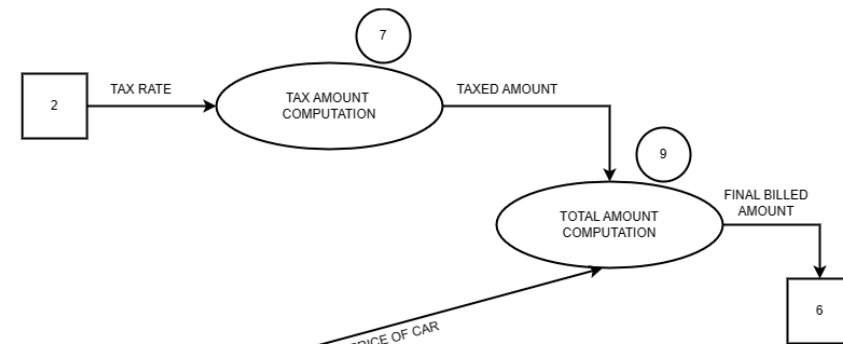 7
2
TAX RATE
TAX AMOUNT
COMPUTATION
TAXED AMOUNT
9
TOTAL AMOUNT
COMPUTATION
FINAL BILLED
AMOUNT
6
PRICE OF CAR